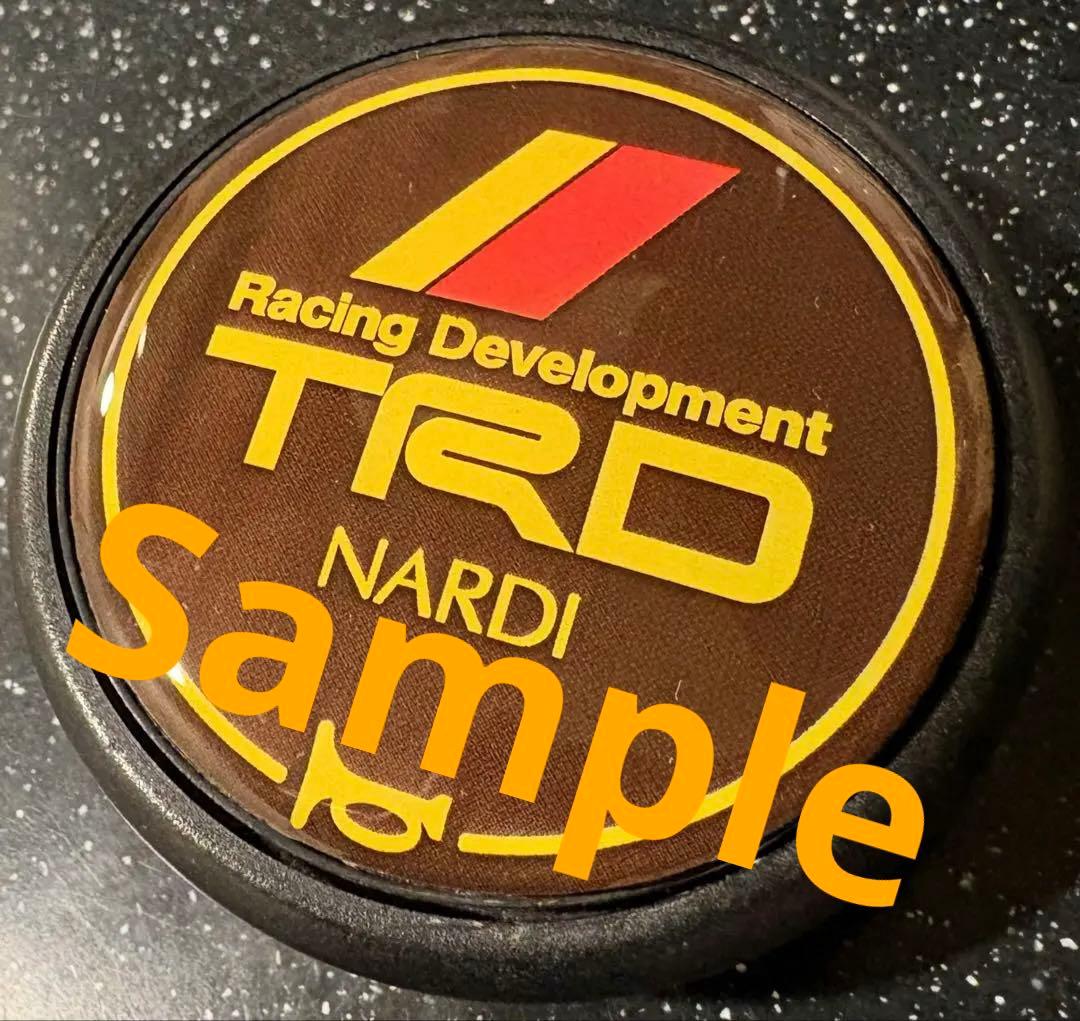 Racing Development
TRD
NARDI
Sample